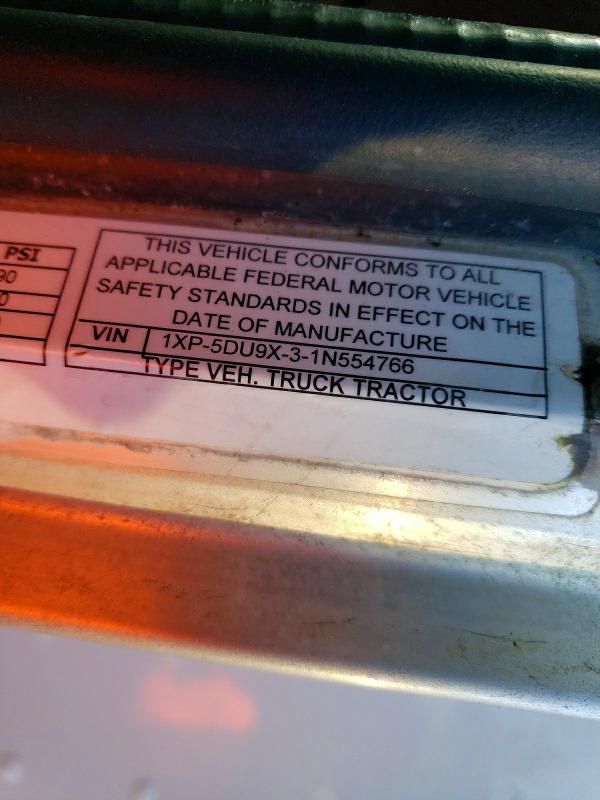 PSI
90
0
THIS VEHICLE CONFORMS TO ALL
APPLICABLE FEDERAL MOTOR VEHICLE
SAFETY STANDARDS IN EFFECT ON THE
DATE OF MANUFACTURE
VIN 1XP-5DU9X-3-1N554766
TYPE VEH. TRUCK TRACTOR